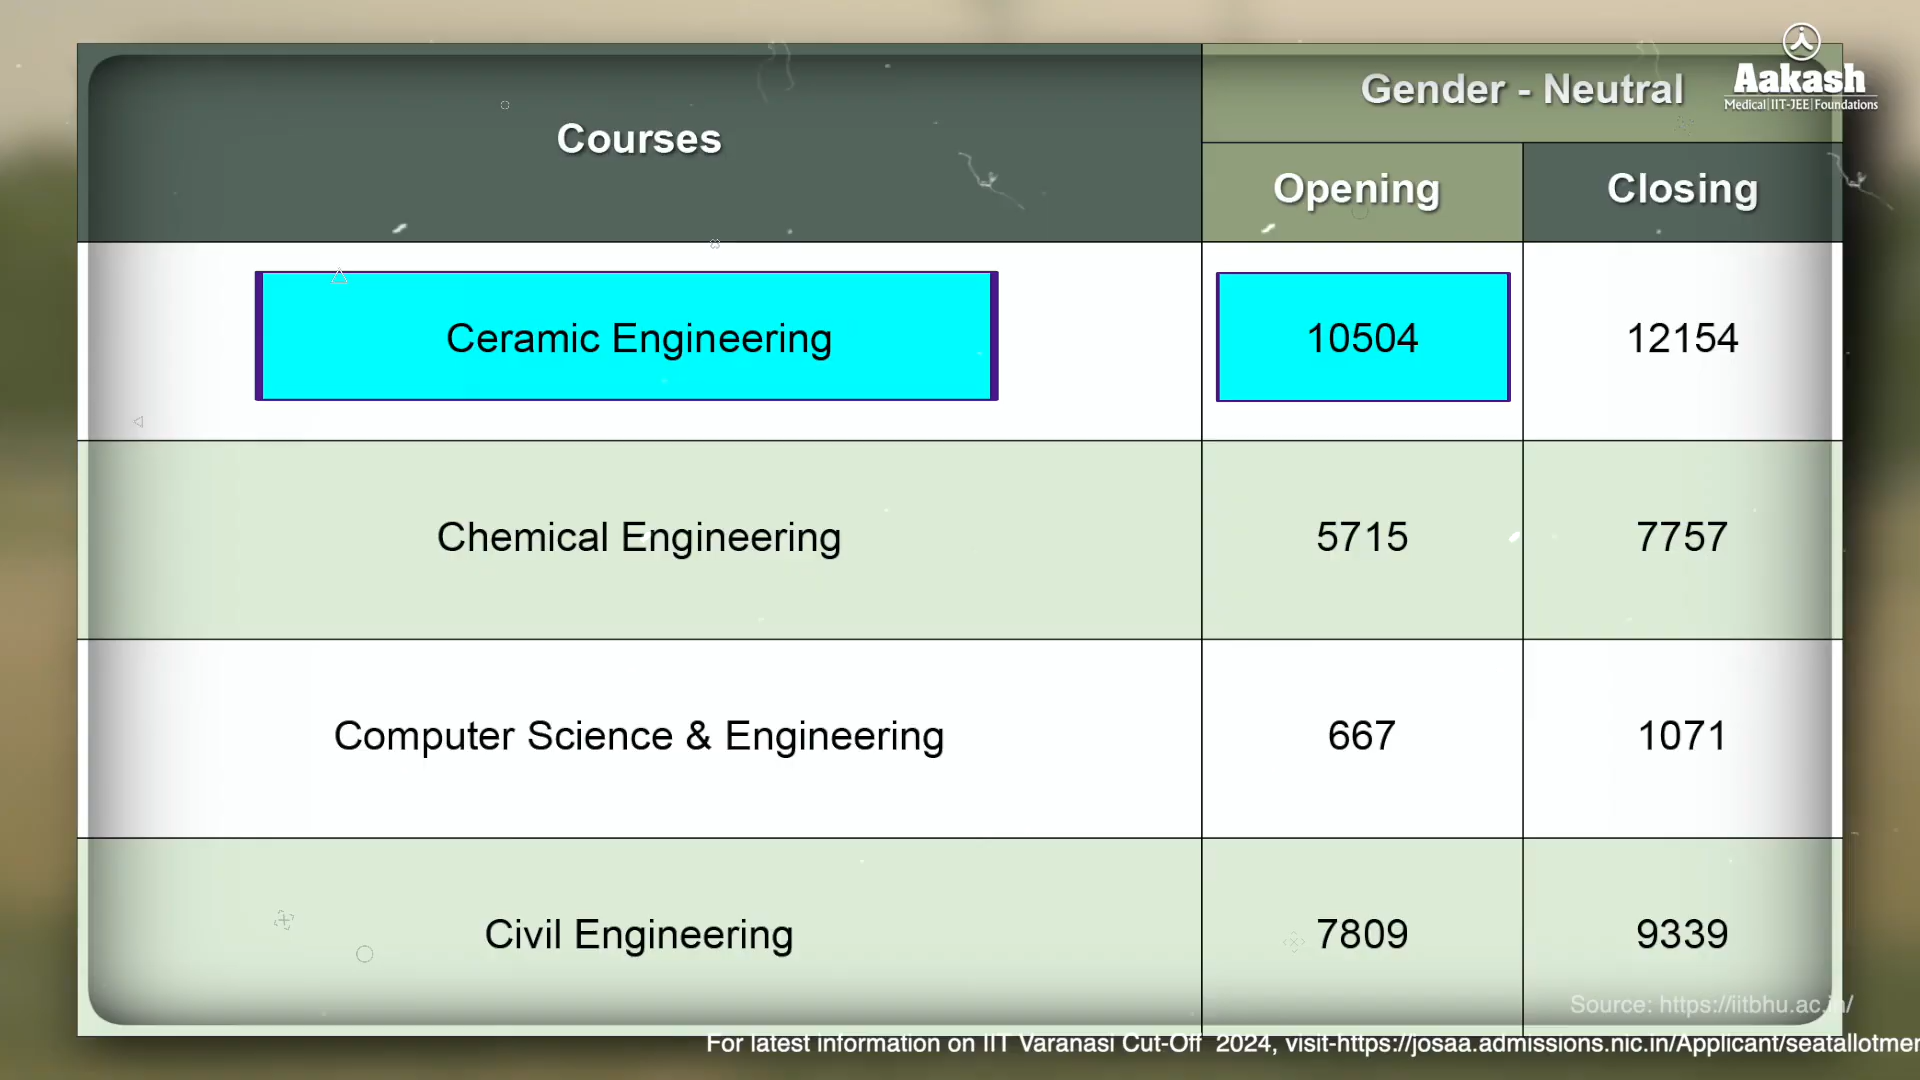 Aakash
Medical|IIT-JEE|Foundations
Courses
Gender - Neutral
Opening
Closing
Ceramic Engineering
10504
12154
Chemical Engineering
5715
7757
Computer Science & Engineering
667
1071
Civil Engineering
7809
9339
Source: https://iitbhu.ac.in/
For latest information on IIT Varanasi Cut-Off 2024, visit-https://josaa.admissions.nic.in/Applicant/seatallotmer